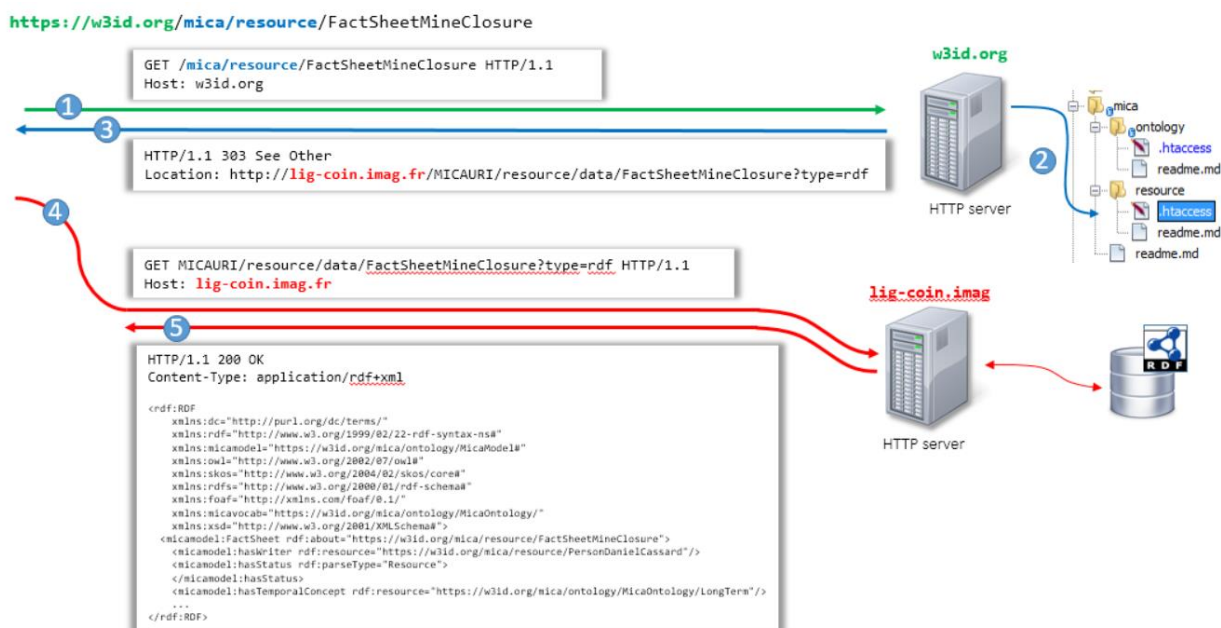 https://w3id.org/mica/resource/FactSheetMineClosure
GET /mica/resource/FactSheetMineClosure HTTP/1.1
Host: w3id.org
w3id.org
1
3
HTTP/1.1 303 See Other
Location: http://lig-coin.imag.fr/MICAURI/resource/data/FactSheetMineClosure?type=rdf
HTTP server
2
mica
ontology
.htaccess
readme.md
resource
.htaccess
readme.md
readme.md
4
GET MICAURI/resource/data/FactSheetMineClosure?type=rdf HTTP/1.1
Host: lig-coin.imag.fr
lig-coin.imag
5
HTTP server
RDF
HTTP/1.1 200 OK
Content-Type: application/rdf+xml
<rdf:RDF
xmlns:dc="http://purl.org/dc/terms/"
xmlns:rdf="http://www.w3.org/1999/02/22-rdf-syntax-ns#"
xmlns:micamodel="https://w3id.org/mica/ontology/MicaModel#"
xmlns:owl="http://www.w3.org/2002/07/owl#"
xmlns:skos="http://www.w3.org/2004/02/skos/core#"
xmlns:rdfs="http://www.w3.org/2000/01/rdf-schema#"
xmlns:foaf="http://xmlns.com/foaf/0.1/"
xmlns:micavocab="https://w3id.org/mica/ontology/MicaOntology/"
xmlns:xsd="http://www.w3.org/2001/XMLSchema#">
<micamodel:FactSheet rdf:about="https://w3id.org/mica/resource/FactSheetMineClosure">
<micamodel:hasWriter rdf:resource="https://w3id.org/mica/resource/PersonDanielCassard"/>
<micamodel:hasStatus rdf:parseType="Resource">
</micamodel:hasStatus>
<micamodel:hasTemporalConcept rdf:resource="https://w3id.org/mica/ontology/MicaOntology/LongTerm"/>
...
</rdf:RDF>